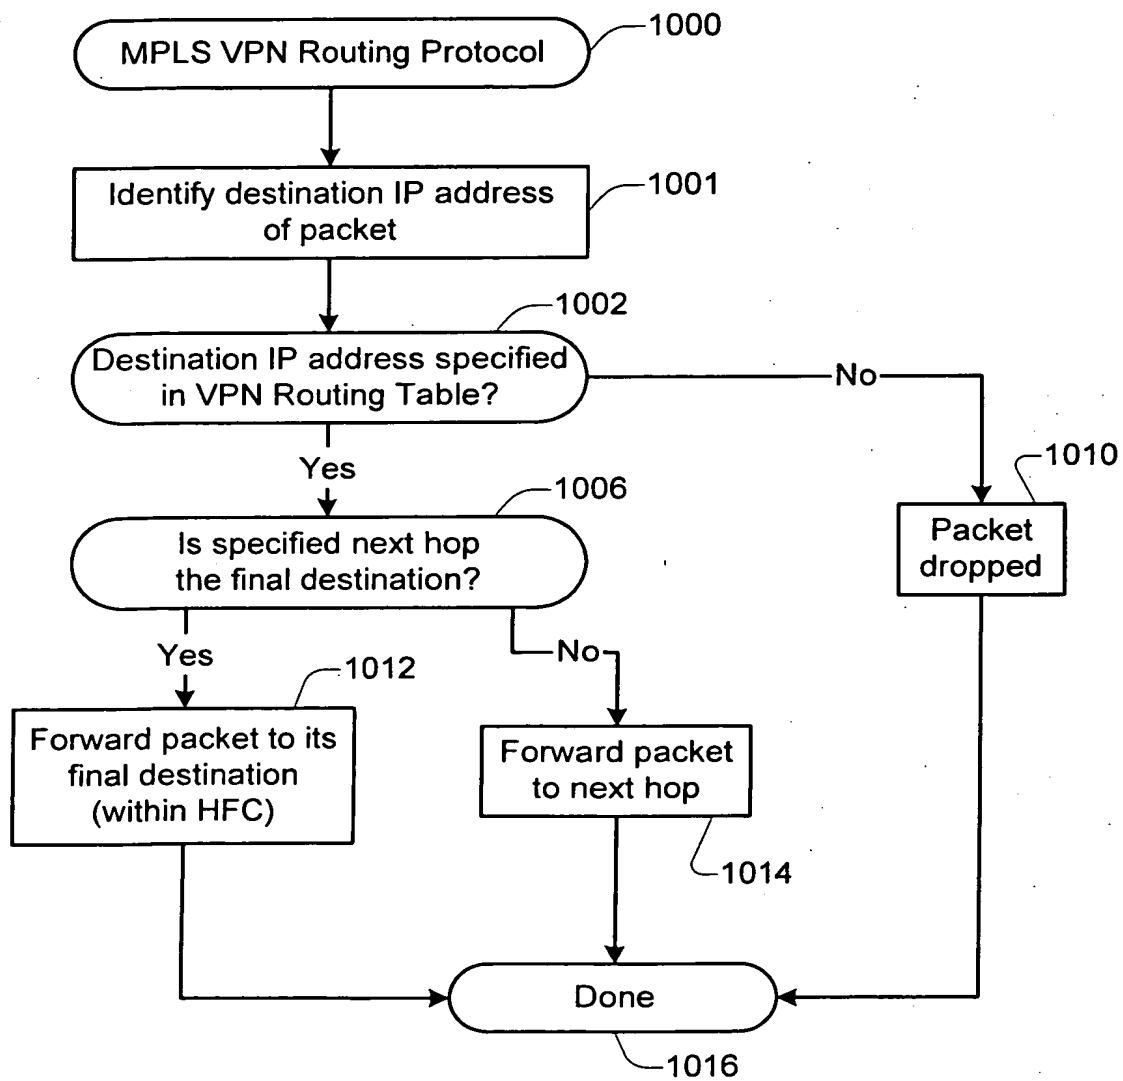 1000
MPLS VPN Routing Protocol
1001
Identify destination IP address
of packet
1002
Destination IP address specified
in VPN Routing Table?
No
Yes
1010
1006
Packet
dropped
Is specified next hop
the final destination?
Yes
No
1012
Forward packet to its
final destination
(within HFC)
Forward packet
to next hop
1014
Done
1016